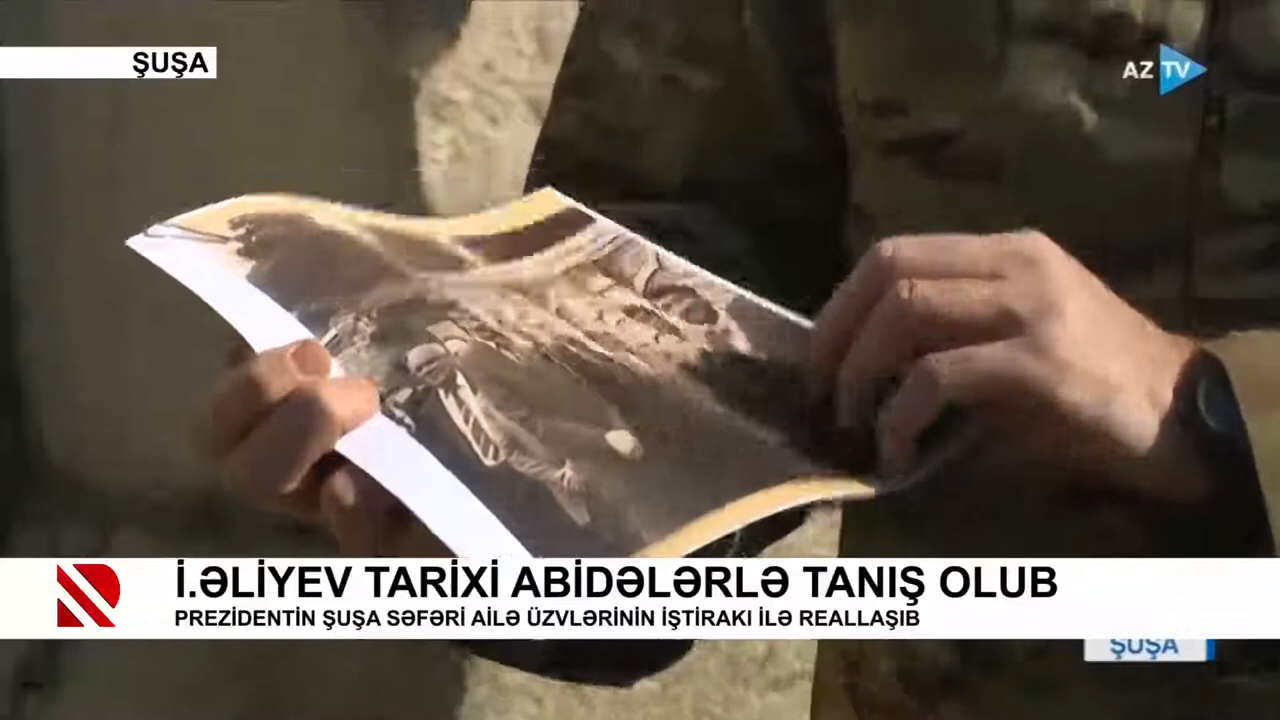 ŞUŞA
AZ TV
İ.ƏLİYEV TARİXİ ABİDƏLƏRLƏ TANIŞ OLUB
PREZİDENTİN ŞUŞA SƏFƏRİ AİLƏ ÜZVLƏRİNİN İŞTİRAKI İLƏ REALLAŞIB
ŞUŞA